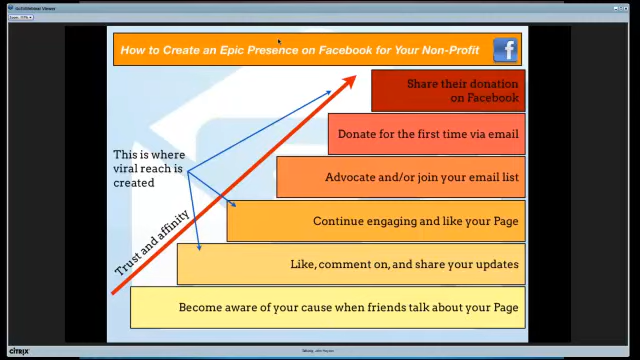 GoToWebinar Viewer
How to Create an Epic Presence on Facebook for Your Non-Profit
f
Share their donation
on Facebook
Donate for the first time via email
This is where
viral reach is
created
Advocate and/or join your email list
Continue engaging and like your Page
Trust and affinity
Like, comment on, and share your updates
Become aware of your cause when friends talk about your Page
CITRIX